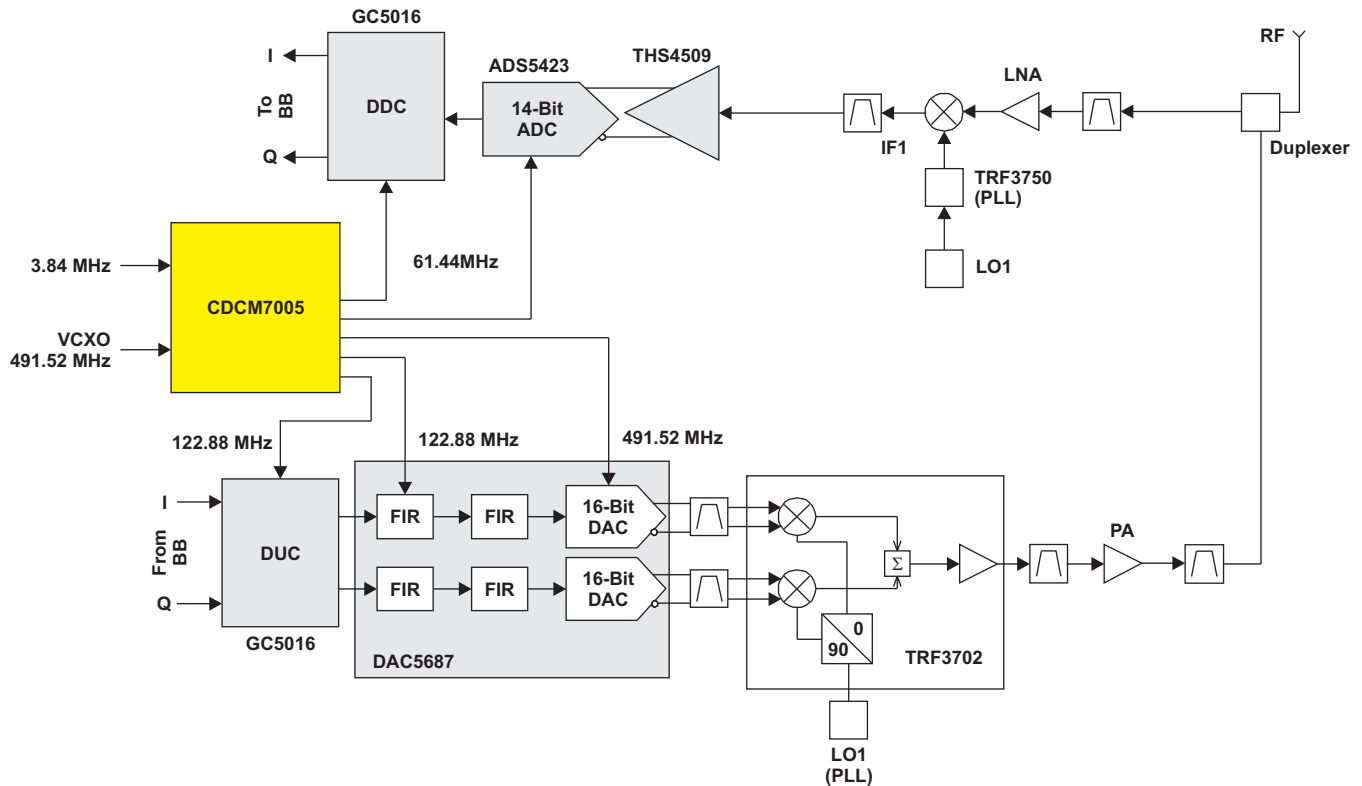 GC5016
I
To
BB
Q
DDC
ADS5423
14-Bit
ADC
THS4509
IF1
LNA
RF
Duplexer
TRF3750
(PLL)
LO1
3.84 MHz
VCXO
491.52 MHz
CDCM7005
61.44MHz
122.88 MHz
122.88 MHz
491.52 MHz
I
From
BB
Q
DUC
GC5016
FIR
FIR
16-Bit
DAC
FIR
FIR
16-Bit
DAC
DAC5687
Σ
0
90
TRF3702
LO1
(PLL)
PA